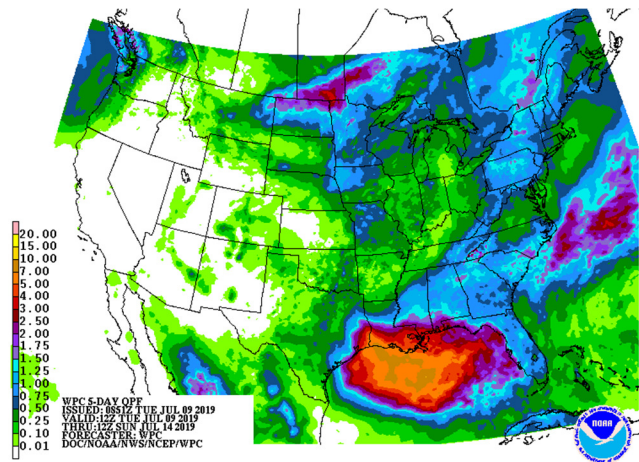 20.00
15.00
10.00
7.00
5.00
4.00
3.00
2.50
2.00
1.75
1.50
1.25
1.00
0.75
0.50
0.25
0.10
0.01
WPC 5-DAY QPF
ISSUED: 0851Z TUE JUL 09 2019
VALID:12Z TUE JUL 09 2019
THRU:12Z SUN JUL 14 2019
FORECASTER: WPC
DOC/NOAA/NWS/NCEP/WPC
NOAA